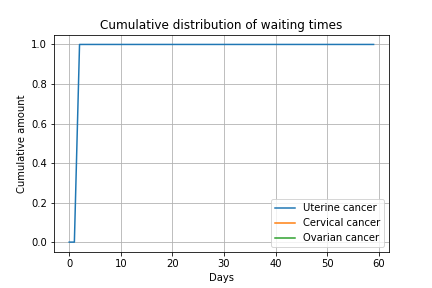 Cumulative distribution of waiting times
1.0
0.8
0.6
0.4
0.2
0.0
Cumulative amount
Uterine cancer
Cervical cancer
Ovarian cancer
0 10 20 30 40 50 60
Days